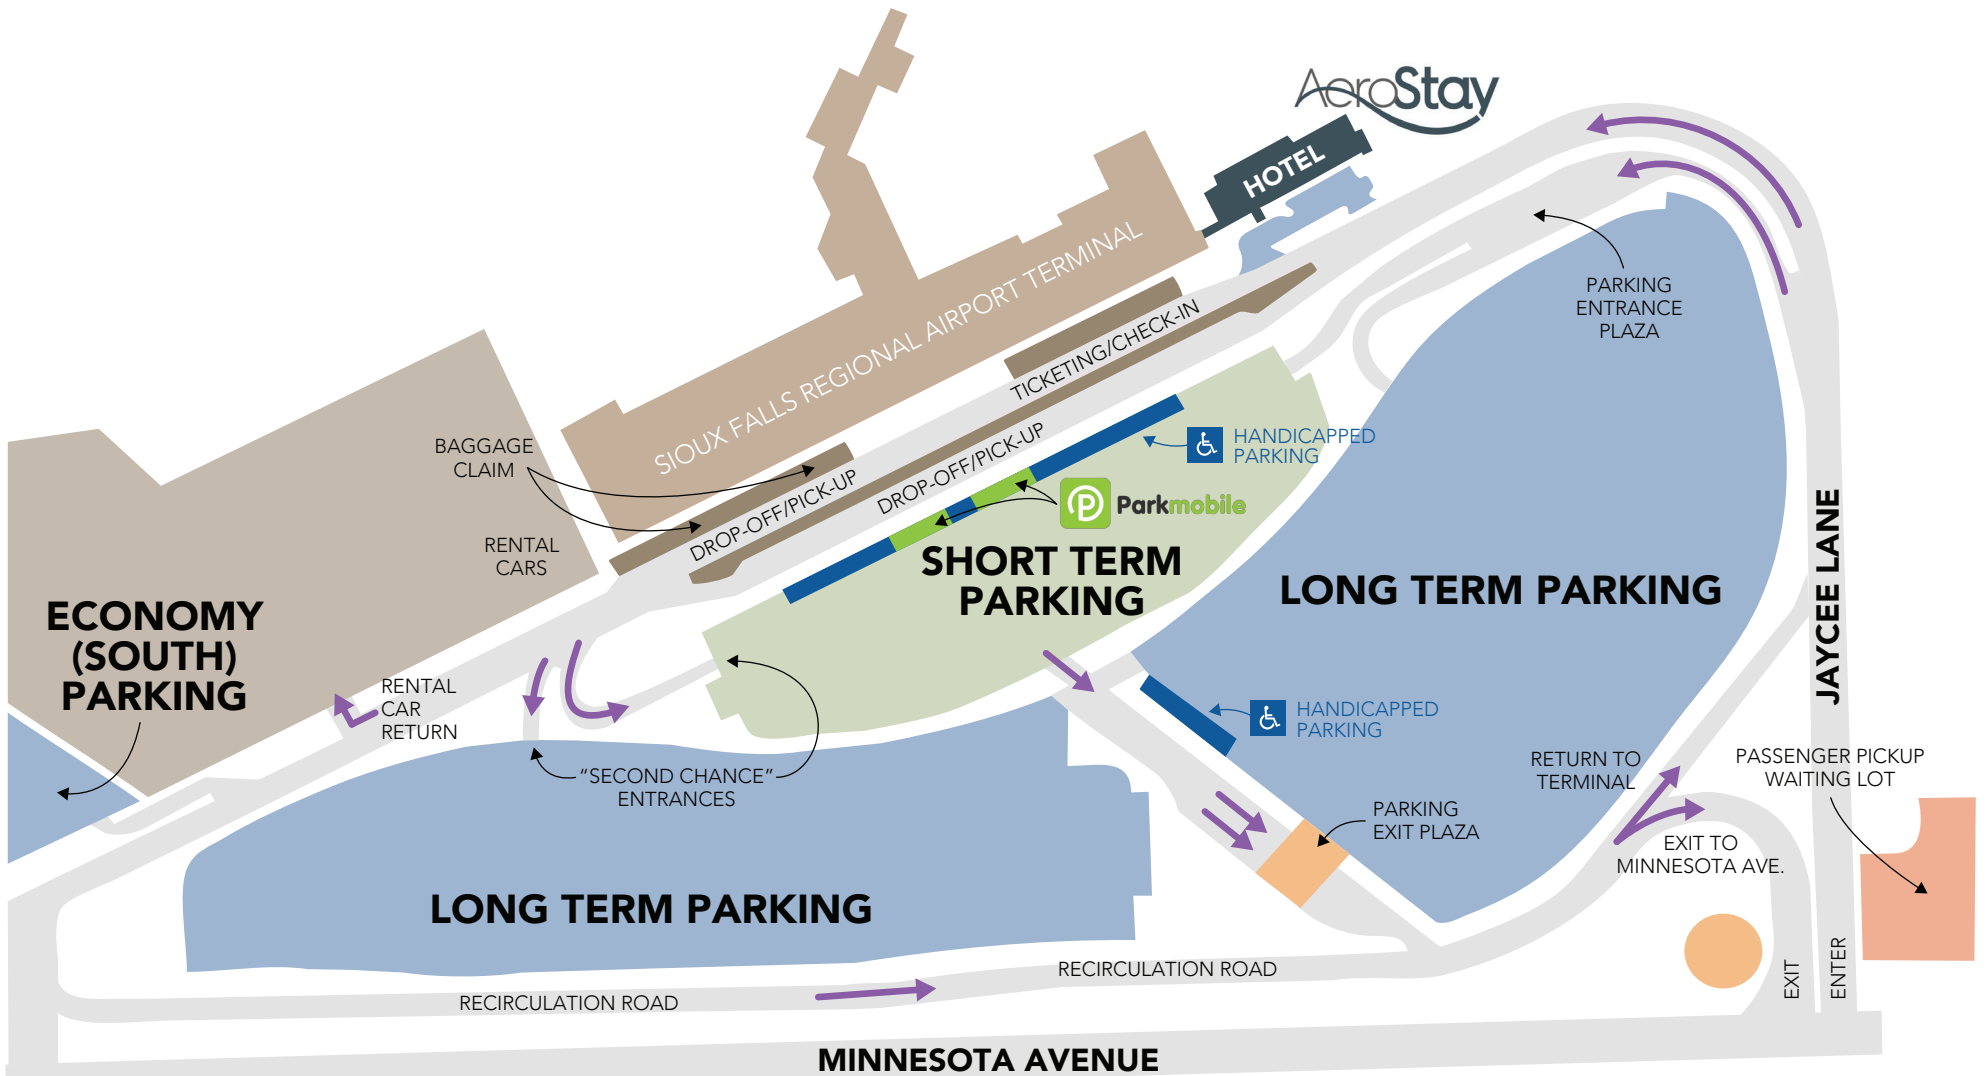 AeroStay
HOTEL
SIOUX FALLS REGIONAL AIRPORT TERMINAL
PARKING
ENTRANCE
PLAZA
TICKETING/CHECK-IN
DROP-OFF/PICK-UP
DROP-OFF/PICK-UP
BAGGAGE
CLAIM
HANDICAPPED
PARKING
Parkmobile
RENTAL
CARS
SHORT TERM
PARKING
LONG TERM PARKING
JAYCEE LANE
ECONOMY
(SOUTH)
PARKING
RENTAL
CAR
RETURN
HANDICAPPED
PARKING
"SECOND CHANCE"
ENTRANCES
RETURN TO
TERMINAL
PASSENGER PICKUP
WAITING LOT
PARKING
EXIT PLAZA
EXIT TO
MINNESOTA AVE.
LONG TERM PARKING
RECIRCULATION ROAD
RECIRCULATION ROAD
EXIT
ENTER
MINNESOTA AVENUE